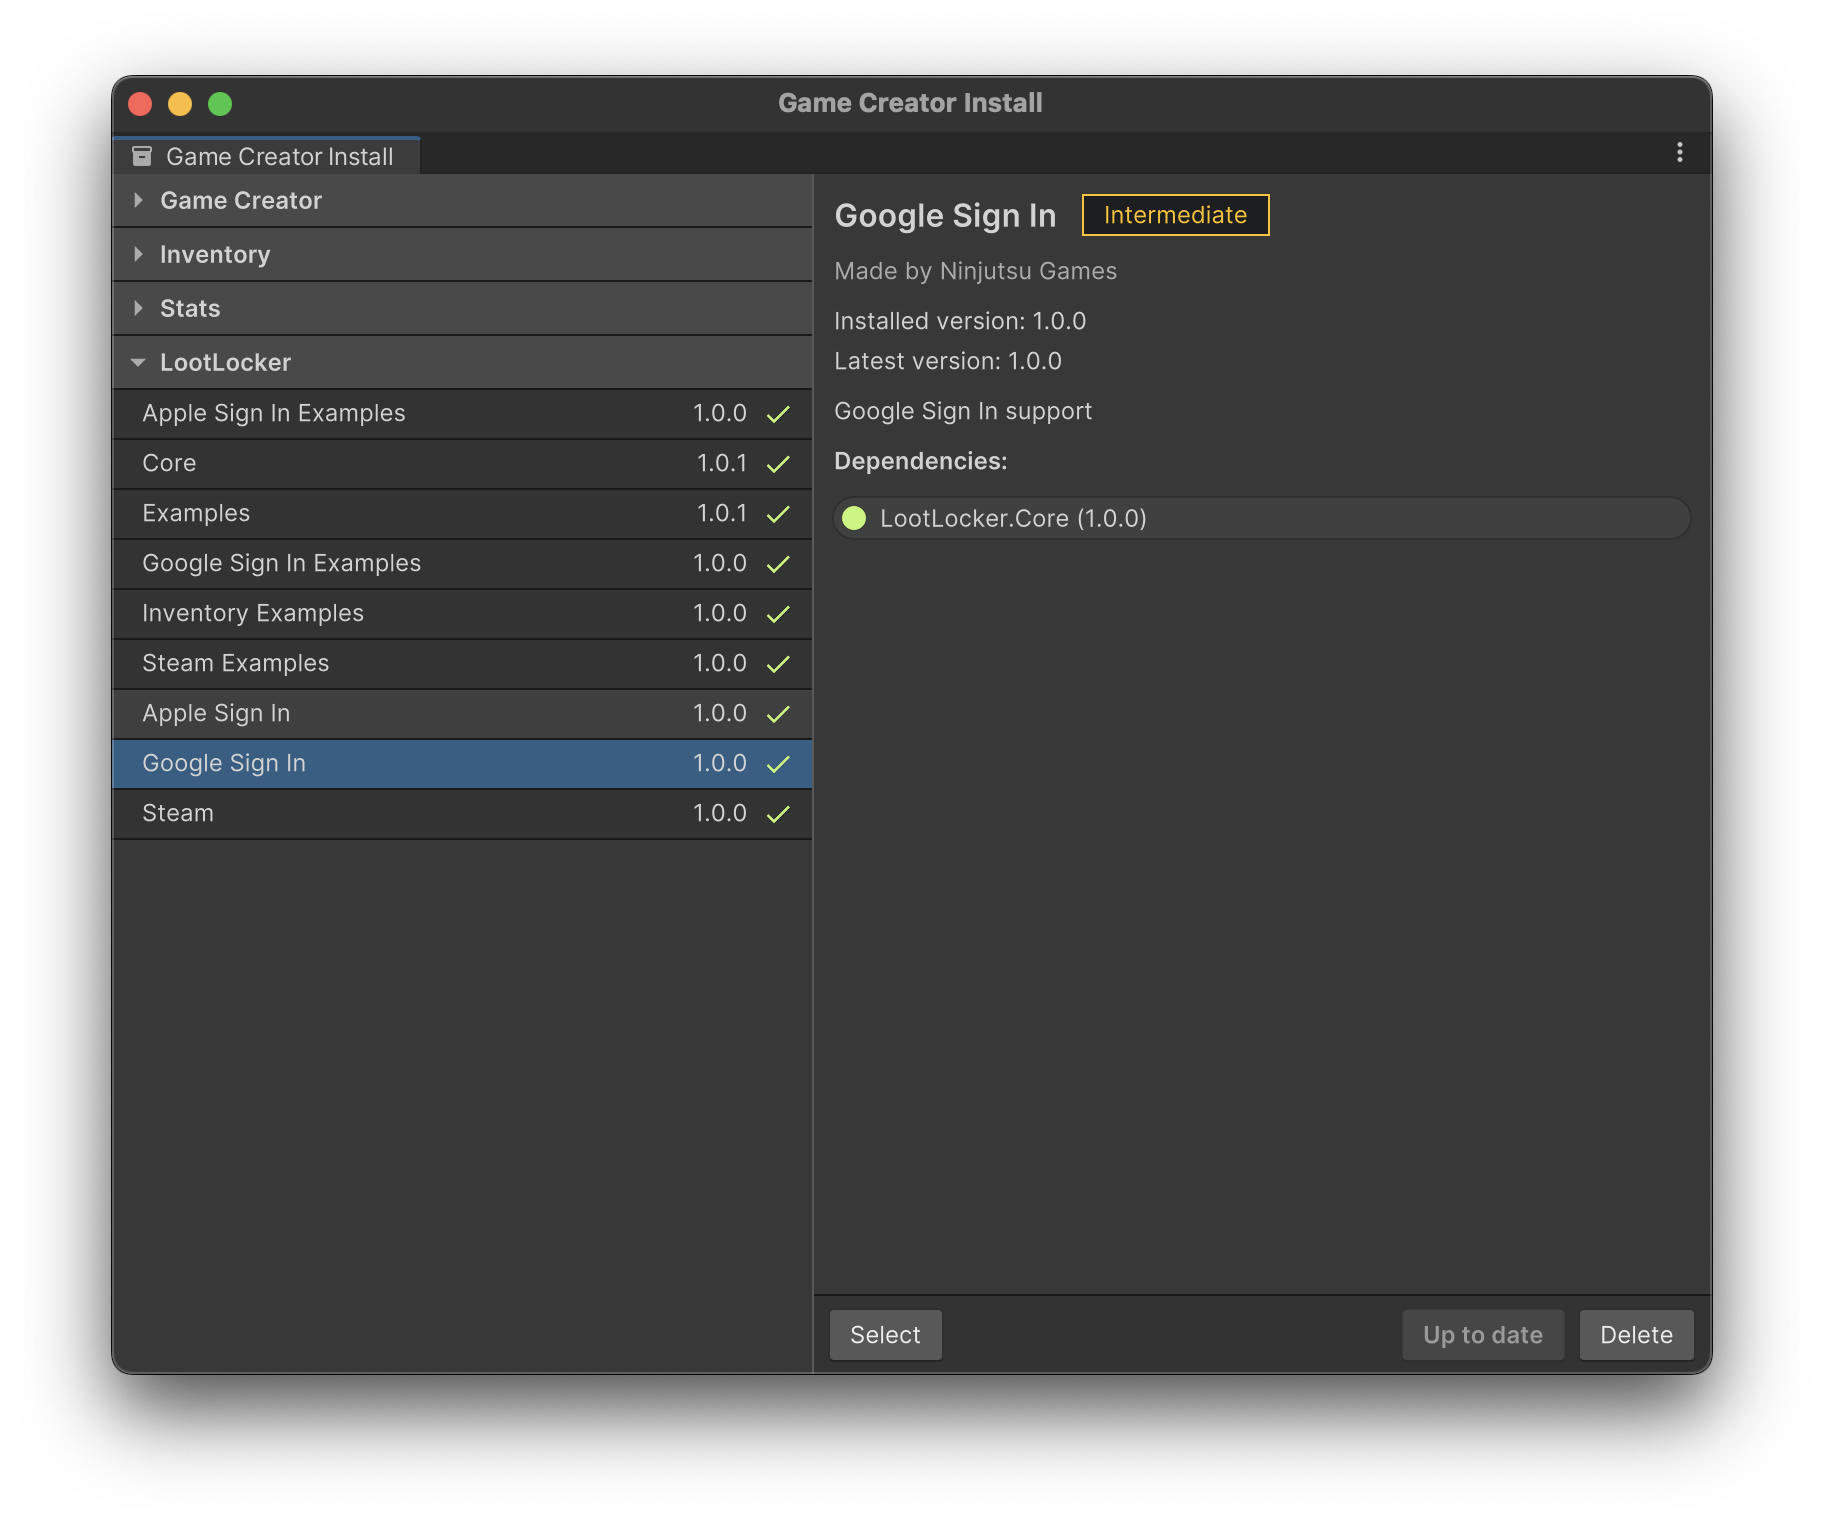 Game Creator Install
Game Creator Install
Game Creator
Inventory
Stats
LootLocker
Apple Sign In Examples 1.0.0
Core 1.0.1
Examples 1.0.1
Google Sign In Examples 1.0.0
Inventory Examples 1.0.0
Steam Examples 1.0.0
Apple Sign In 1.0.0
Google Sign In 1.0.0
Steam 1.0.0
Google Sign In Intermediate
Made by Ninjutsu Games
Installed version: 1.0.0
Latest version: 1.0.0
Google Sign In support
Dependencies:
LootLocker.Core (1.0.0)
Select Up to date Delete